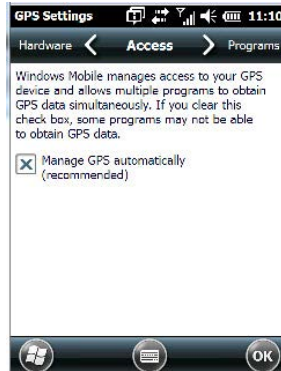 GPS Settings 11:10
Hardware Access Programs
Windows Mobile manages access to your GPS
device and allows multiple programs to obtain
GPS data simultaneously. If you clear this
check box, some programs may not be able
to obtain GPS data.
Manage GPS automatically
(recommended)
OK